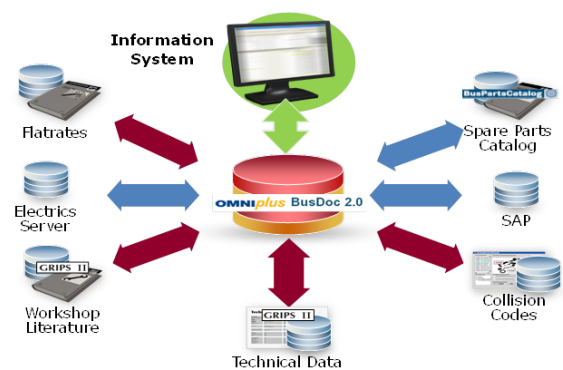 Information
System
Flatrates
BusPartsCatalog
Spare Parts
Catalog
OMNIplus BusDoc 2.0
Electrics
Server
SAP
GRIPS II
Workshop
Literature
Collision
Codes
GRIPS II
Technical Data